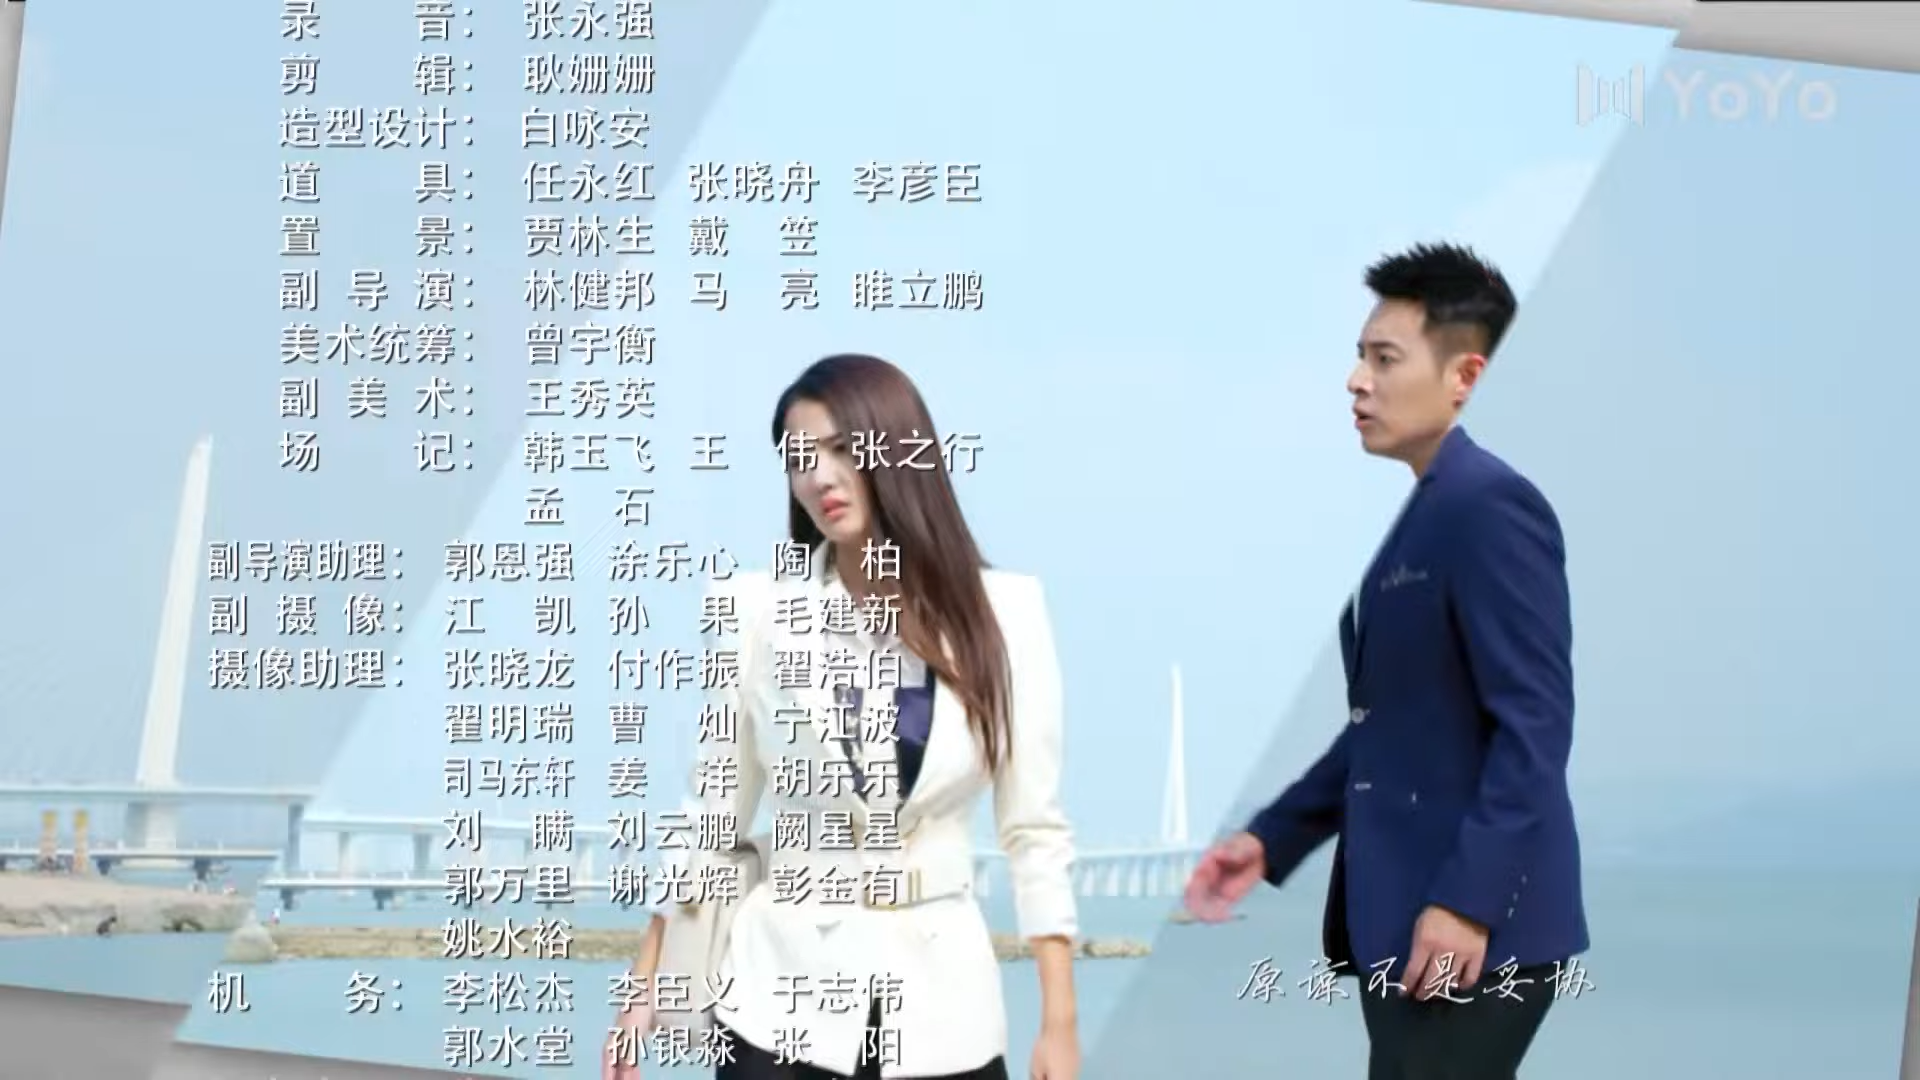 录音: 张永强
剪辑: 耿姗姗
YoYo
造型设计: 白咏安
道具: 任永红 张晓舟 李彦臣
置景: 贾林生 戴笠
副导演: 林健邦 马亮 睢立鹏
美术统筹: 曾宇衡
副美术: 王秀英
场记: 韩玉飞 王伟 张之行
孟石
副导演助理: 郭恩强 涂乐心 陶柏
副摄像: 江凯 孙果 毛建新
摄像助理: 张晓龙 付作振 翟浩伯
翟明瑞 曹灿 宁江波
司马东轩 姜洋 胡乐乐
刘瞒 刘云鹏 阙星星
郭万里 谢光辉 彭金有
姚水裕
原谅不是妥协
机务: 李松杰 李臣义 于志伟
郭水堂 孙银淼 张阳